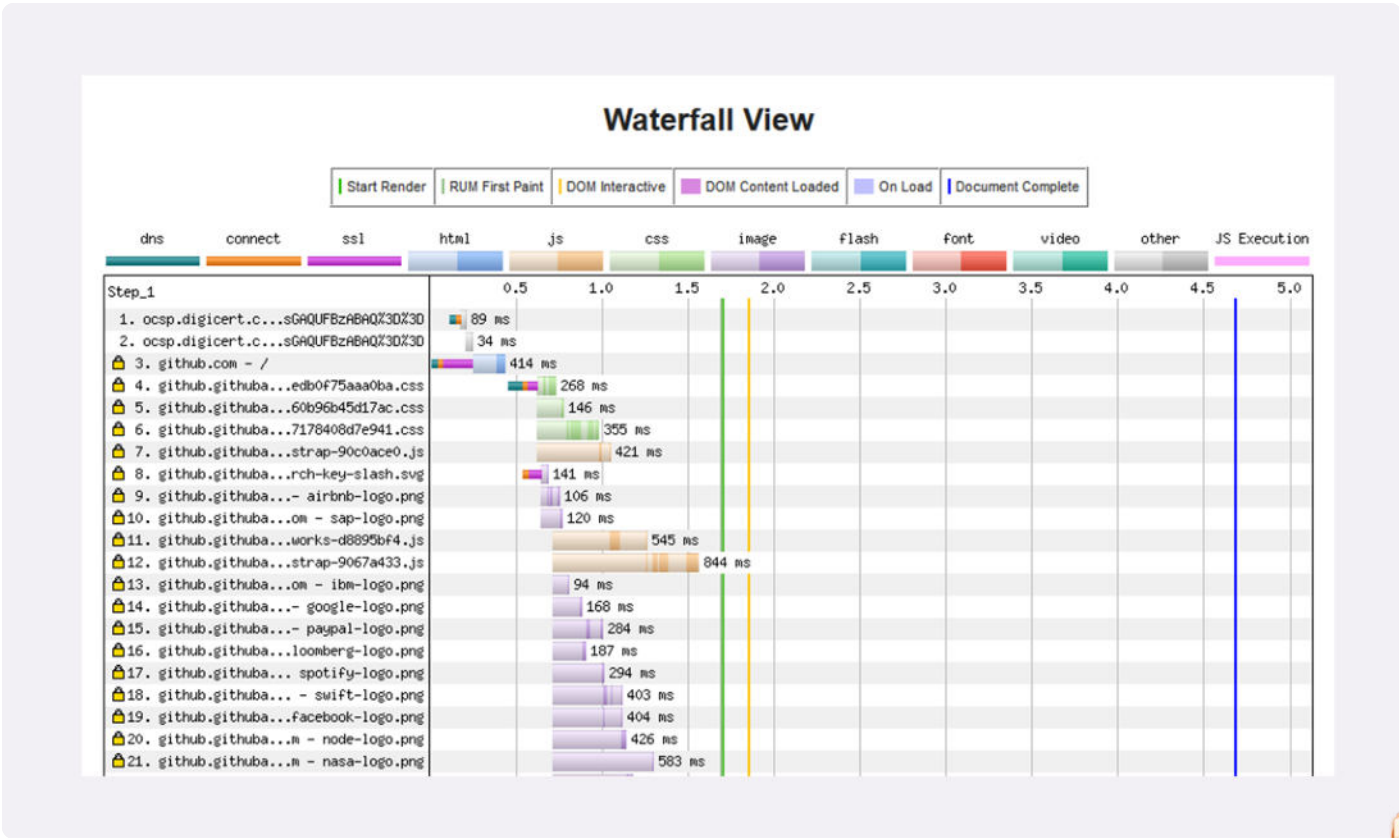 Waterfall View
Start Render RUM First Paint DOM Interactive DOM Content Loaded On Load Document Complete
dns connect ssl html js css image flash font video other JS Execution
Step_1 0.5 1.0 1.5 2.0 2.5 3.0 3.5 4.0 4.5 5.0
1. ocsp.digicert.c...sGAQUFBzABAQ%3D%3D 89 ms
2. ocsp.digicert.c...sGAQUFBzABAQ%3D%3D 34 ms
3. github.com - / 414 ms
4. github.githuba...edb0f75aaa0ba.css 268 ms
5. github.githuba...60b96b45d17ac.css 146 ms
6. github.githuba...7178408d7e941.css 355 ms
7. github.githuba...strap-90c0ace0.js 421 ms
8. github.githuba...rch-key-slash.svg 141 ms
9. github.githuba...- airbnb-logo.png 106 ms
10. github.githuba...om - sap-logo.png 120 ms
11. github.githuba...works-d8895bf4.js 545 ms
12. github.githuba...strap-9067a433.js 844 ms
13. github.githuba...om - ibm-logo.png 94 ms
14. github.githuba...- google-logo.png 168 ms
15. github.githuba...- paypal-logo.png 284 ms
16. github.githuba...loomberg-logo.png 187 ms
17. github.githuba... spotify-logo.png 294 ms
18. github.githuba... - swift-logo.png 403 ms
19. github.githuba...facebook-logo.png 404 ms
20. github.githuba...m - node-logo.png 426 ms
21. github.githuba...m - nasa-logo.png 583 ms